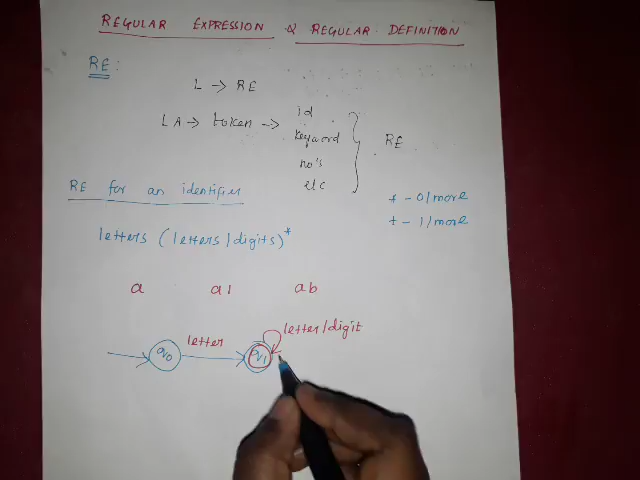 REGULAR EXPRESSION & REGULAR DEFINITION
RE:
L → RE
LA → token → id
keyword
no's
etc
RE
RE for an identifier
* - 0/more
+ - 1/more
letters (letters/digits)*
a a1 ab
letter/digit
letter
q0 q1